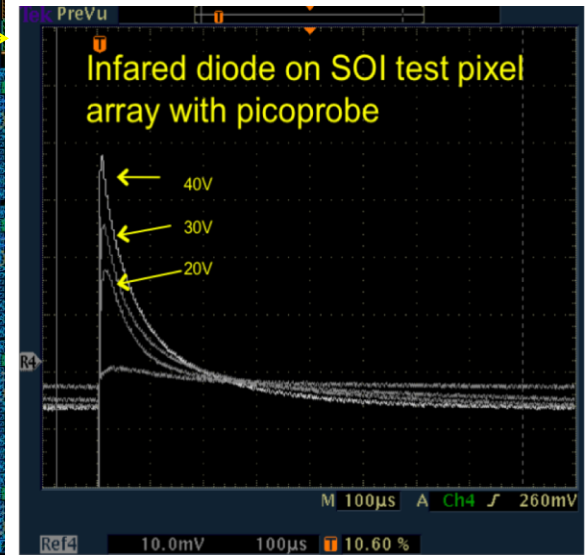 Tek PreVu
T
T
Infared diode on SOI test pixel
array with picoprobe
40V
30V
20V
R4
M 100µs A Ch4 ʃ 260mV
Ref4 10.0mV 100µs T 10.60 %